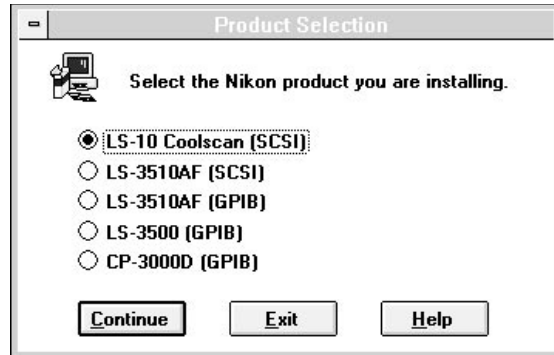 Product Selection
Select the Nikon product you are installing.
LS-10 Coolscan (SCSI)
LS-3510AF (SCSI)
LS-3510AF (GPIB)
LS-3500 (GPIB)
CP-3000D (GPIB)
Continue Exit Help